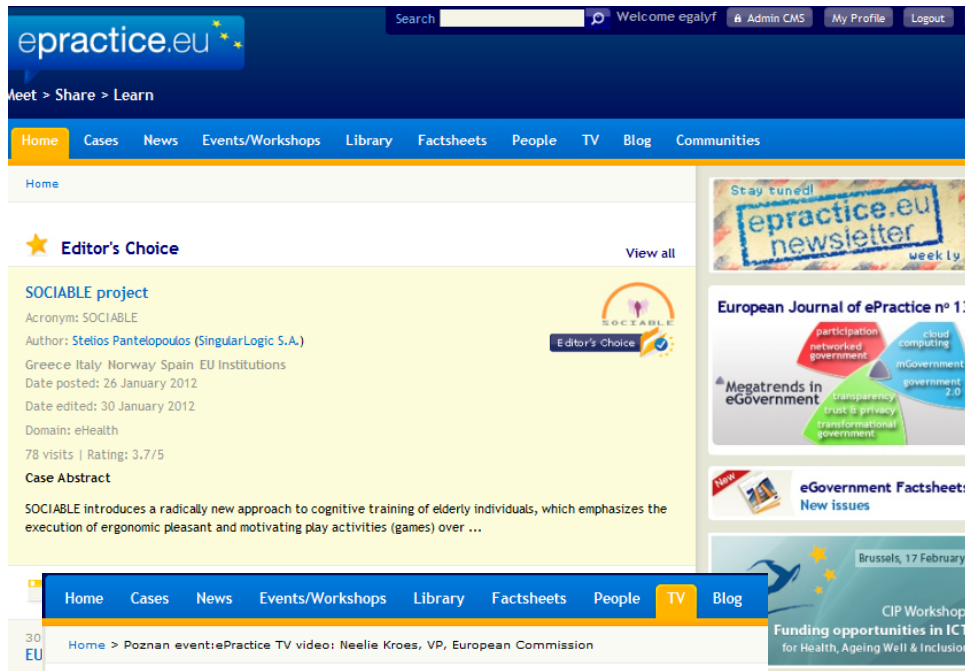 Search
Welcome egalyf
Admin CMS
My Profile
Logout
epractice.eu
Meet > Share > Learn
Home Cases News Events/Workshops Library Factsheets People TV Blog Communities
Home
Editor's Choice
View all
SOCIABLE project
Acronym: SOCIABLE
Author: Stelios Pantelopoulos (SingularLogic S.A.)
Greece Italy Norway Spain EU Institutions
Date posted: 26 January 2012
Date edited: 30 January 2012
Domain: eHealth
78 visits | Rating: 3.7/5
Case Abstract
SOCIABLE introduces a radically new approach to cognitive training of elderly individuals, which emphasizes the
execution of ergonomic pleasant and motivating play activities (games) over ...
SOCIABLE
Editor's Choice
Stay tuned!
epractice.eu
newsletter
weekly
European Journal of ePractice nº
participation
networked
government
cloud
computing
mGovernment
government
2.0
Megatrends in
eGovernment
transparency
trust & privacy
transformational
government
New
eGovernment Factsheets
New issues
Brussels, 17 February
CIP Workshop
Funding opportunities in ICT
for Health, Ageing Well & Inclusion
30
EU
Home Cases News Events/Workshops Library Factsheets People TV Blog
Home > Poznan event:ePractice TV video: Neelie Kroes, VP, European Commission